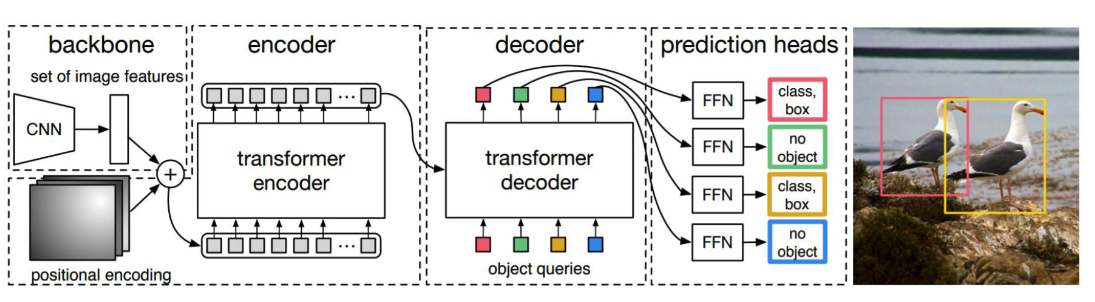 backbone
set of image features
CNN
+
positional encoding
encoder
...
transformer
encoder
...
decoder
transformer
decoder
object queries
prediction heads
FFN
class,
box
FFN
no
object
FFN
class,
box
FFN
no
object